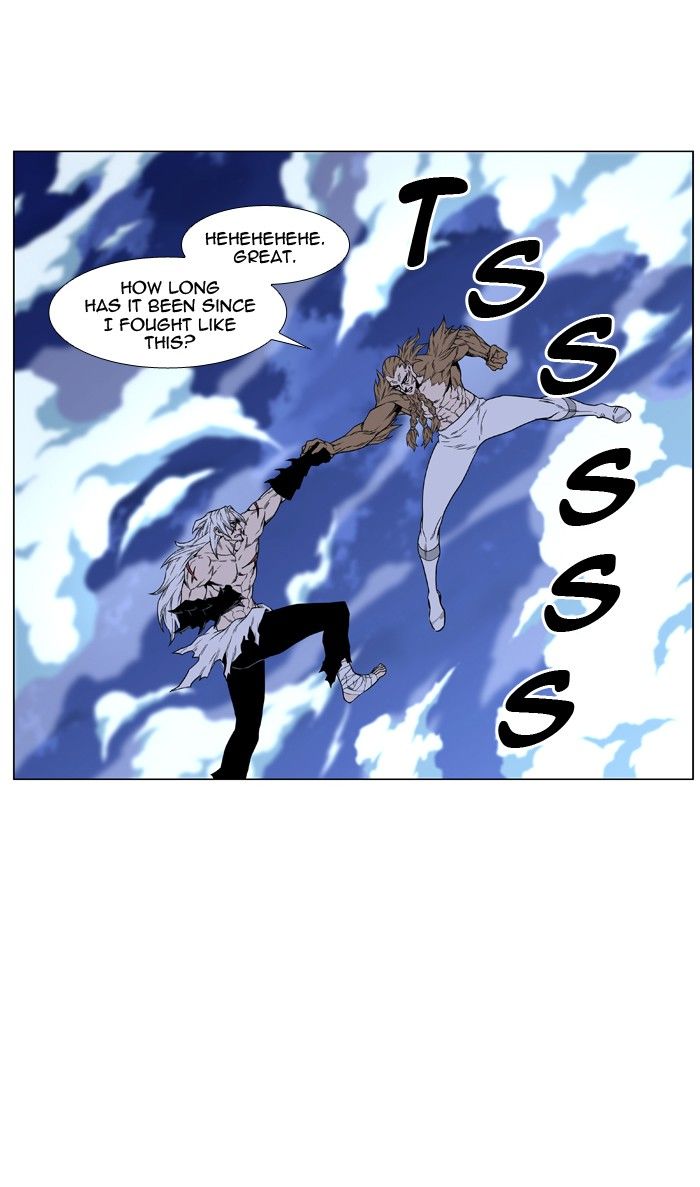 HEHEHEHEHE.
GREAT.
HOW LONG
HAS IT BEEN SINCE
I FOUGHT LIKE
THIS?
TSSSSS